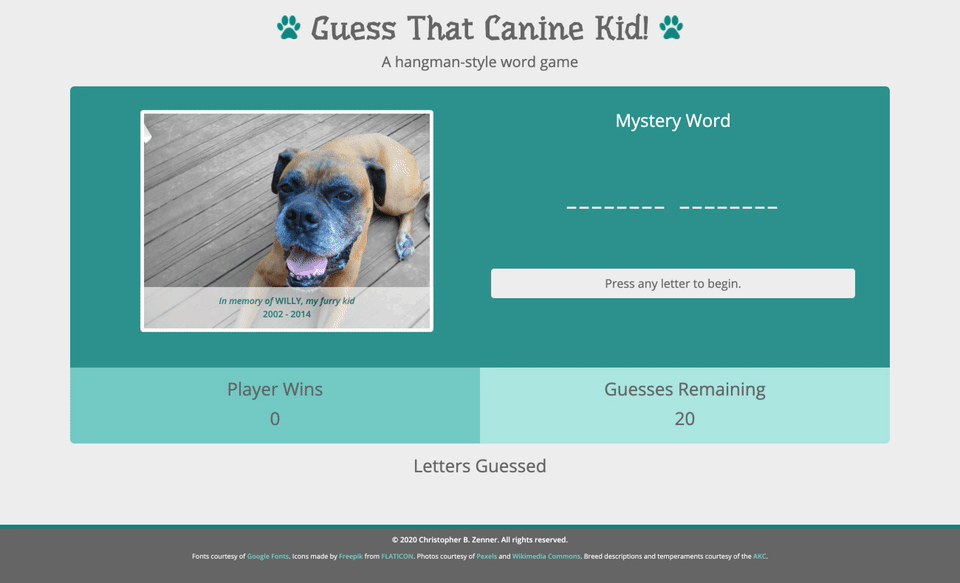 Guess That Canine Kid!
A hangman-style word game
In memory of WILLY, my furry kid
2002 - 2014
Mystery Word
________ ________
Press any letter to begin.
Player Wins
0
Guesses Remaining
20
Letters Guessed
© 2020 Christopher B. Zenner. All rights reserved.
Fonts courtesy of Google Fonts. Icons made by Freepik from FLATICON. Photos courtesy of Pexels and Wikimedia Commons. Breed descriptions and temperaments courtesy of the AKC.